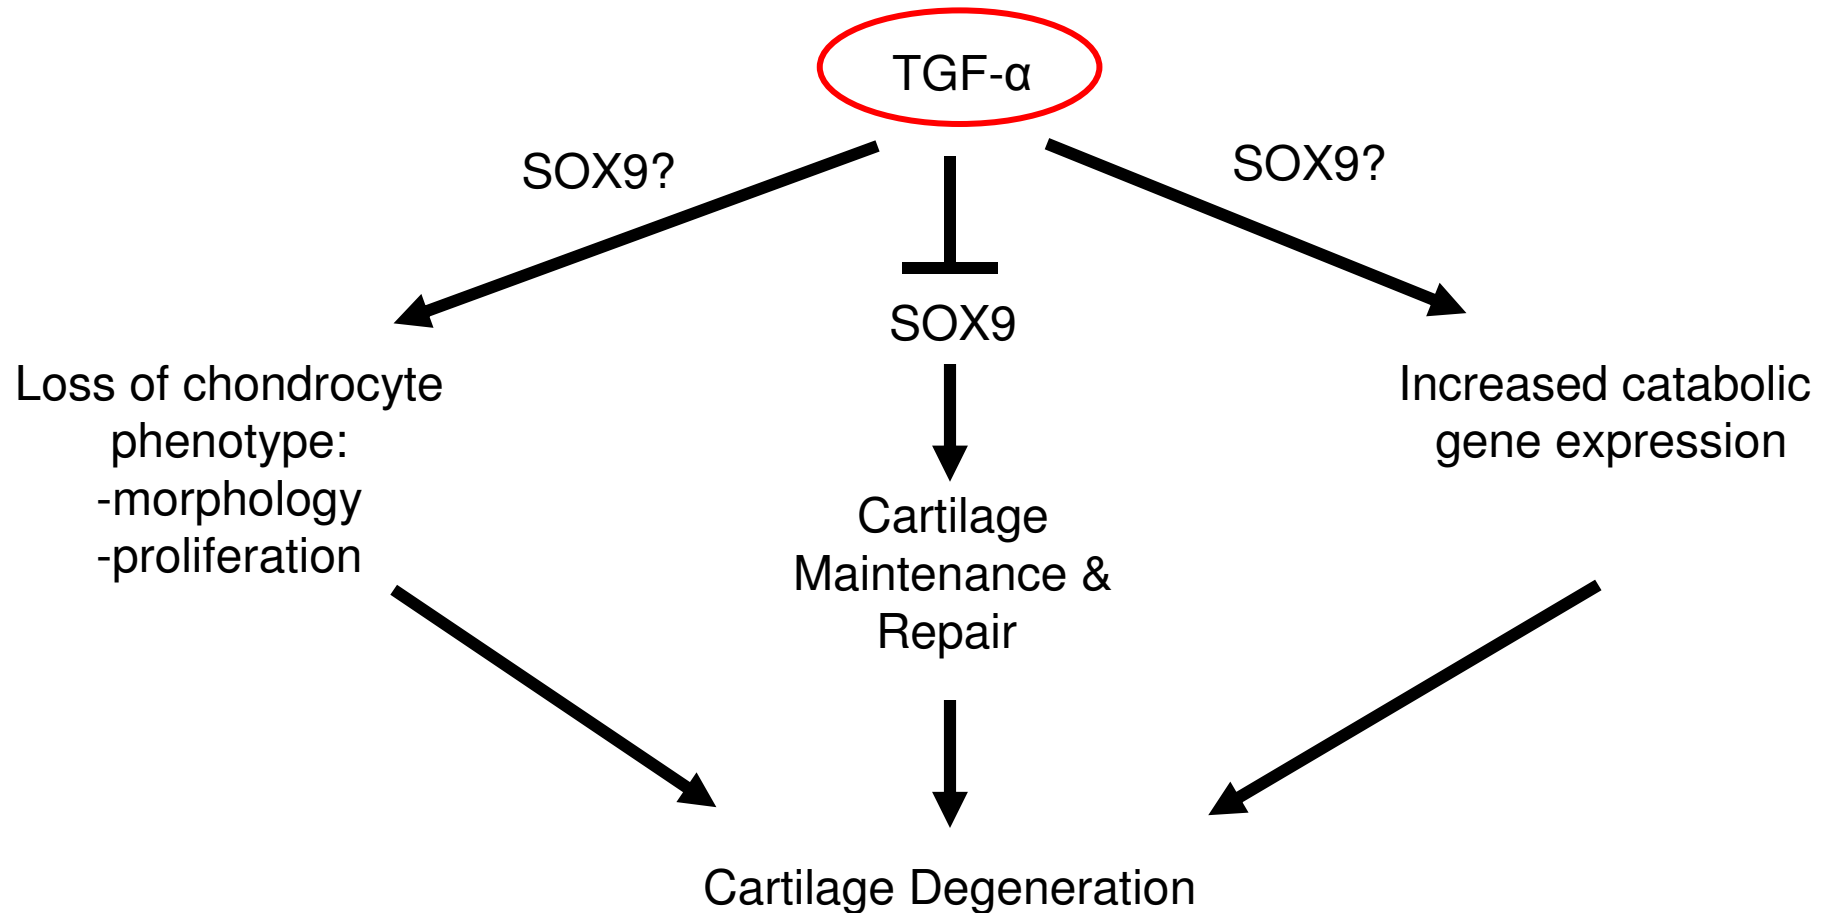 TGF-α
SOX9?
SOX9?
SOX9
Loss of chondrocyte
phenotype:
-morphology
-proliferation
Increased catabolic
gene expression
Cartilage
Maintenance &
Repair
Cartilage Degeneration